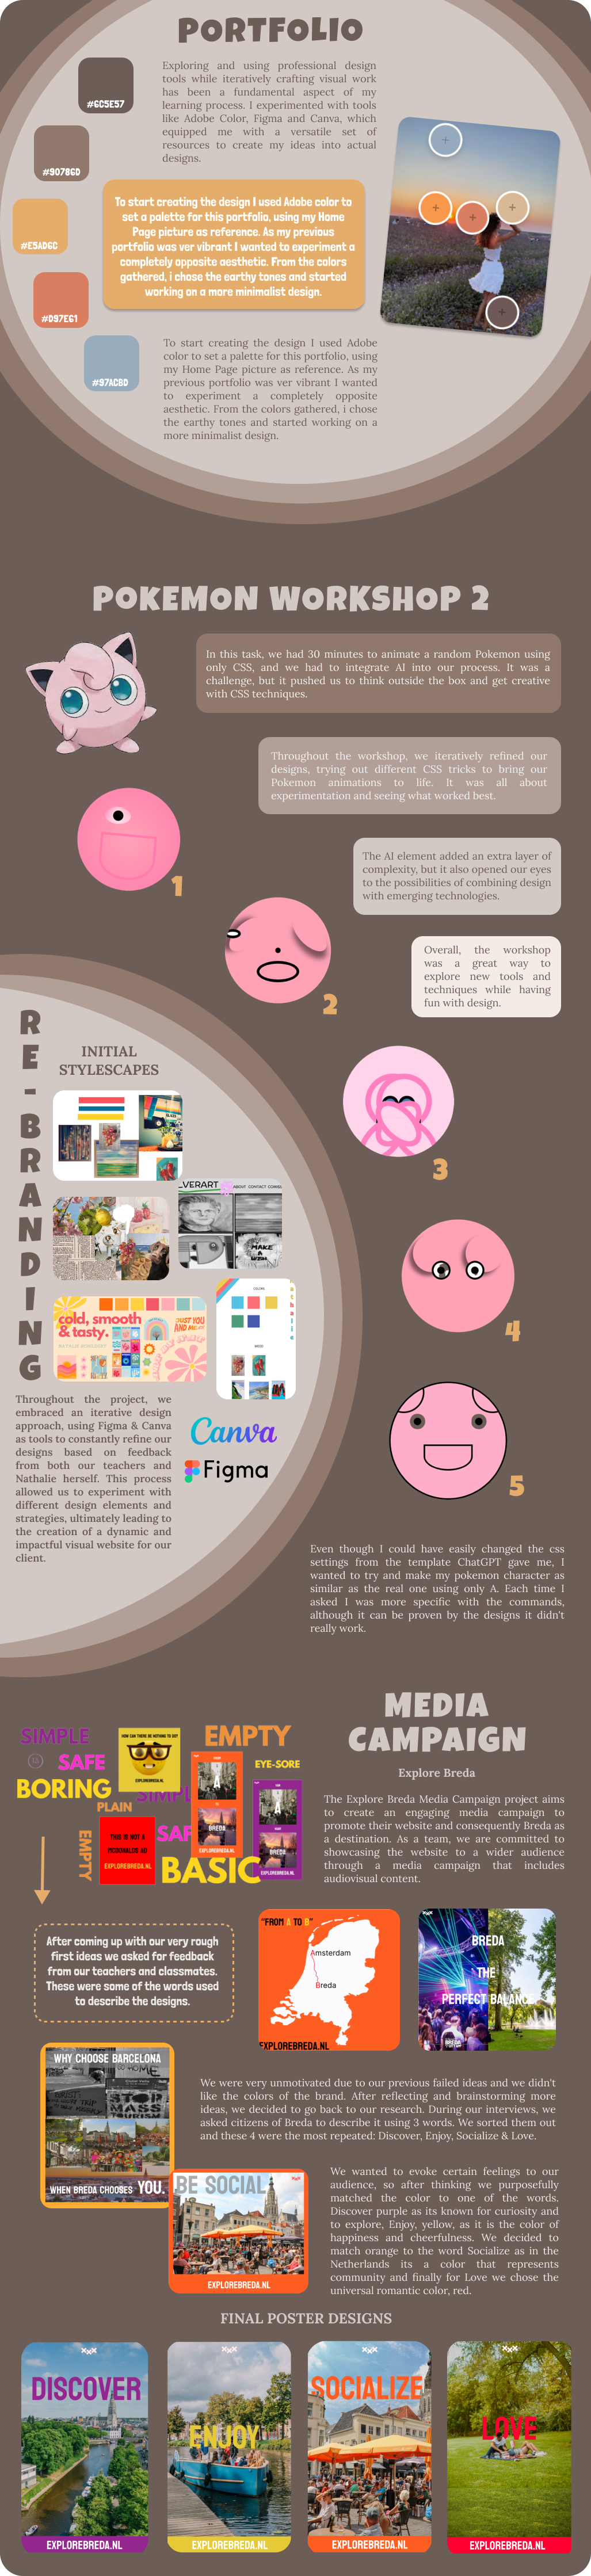 PORTFOLIO
Exploring and using professional design
tools while iteratively crafting visual work
has been a fundamental aspect of my
learning process. I experimented with tools
like Adobe Color, Figma and Canva, which
equipped me with a versatile set of
resources to create my ideas into actual
designs.
#6C5E57
#90786D
#E5AD6C
#D97E61
#97ACBD
To start creating the design I used Adobe color to
set a palette for this portfolio, using my Home
Page picture as reference. As my previous
portfolio was ver vibrant I wanted to experiment a
completely opposite aesthetic. From the colors
gathered, i chose the earthy tones and started
working on a more minimalist design.
To start creating the design I used Adobe
color to set a palette for this portfolio, using
my Home Page picture as reference. As my
previous portfolio was ver vibrant I wanted
to experiment a completely opposite
aesthetic. From the colors gathered, i chose
the earthy tones and started working on a
more minimalist design.
POKEMON WORKSHOP 2
In this task, we had 30 minutes to animate a random Pokemon using
only CSS, and we had to integrate AI into our process. It was a
challenge, but it pushed us to think outside the box and get creative
with CSS techniques.
Throughout the workshop, we iteratively refined our
designs, trying out different CSS tricks to bring our
Pokemon animations to life. It was all about
experimentation and seeing what worked best.
The AI element added an extra layer of
complexity, but it also opened our eyes
to the possibilities of combining design
with emerging technologies.
Overall, the workshop
was a great way to
explore new tools and
techniques while having
fun with design.
1
2
3
4
5
Even though I could have easily changed the css
settings from the template ChatGPT gave me, I
wanted to try and make my pokemon character as
similar as the real one using only A. Each time I
asked I was more specific with the commands,
although it can be proven by the designs it didn't
really work.
RE-BRANDING
INITIAL
STYLESCAPES
VERART
ABOUT CONTACT
MAKE
A
cold, smooth
& tasty.
COLORS
Canva
Figma
Throughout the project, we
embraced an iterative design
approach, using Figma & Canva
as tools to constantly refine our
designs based on feedback
from both our teachers and
Nathalie herself. This process
allowed us to experiment with
different design elements and
strategies, ultimately leading to
the creation of a dynamic and
impactful visual website for our
client.
MEDIA
CAMPAIGN
Explore Breda
The Explore Breda Media Campaign project aims
to create an engaging media campaign to
promote their website and consequently Breda as
a destination. As a team, we are committed to
showcasing the website to a wider audience
through a media campaign that includes
audiovisual content.
SIMPLE
SAFE
BORING
PLAIN
EMPTY
HOW CAN THERE BE NOTHING TO DO?
EXPLOREBREDA.NL
SIMPL
EMPTY
EYE-SORE
THIS IS NOT A
MCDONALDS AD
EXPLOREBREDA.NL
SAF
BASIC
A
BREDA
EXPLOREBREDA.NL
A
BREDA
EXPLOREBREDA.NL
After coming up with our very rough
first ideas we asked for feedback
from our teachers and classmates.
These were some of the words used
to describe the designs.
"FROM A TO B"
Amsterdam
Breda
EXPLOREBREDA.NL
BREDA
THE
PERFECT BALANCE
BREDA
WHY CHOOSE BARCELONA
STOP
WHEN BREDA CHOOSES YOU.
We were very unmotivated due to our previous failed ideas and we didn't
like the colors of the brand. After reflecting and brainstorming more
ideas, we decided to go back to our research. During our interviews, we
asked citizens of Breda to describe it using 3 words. We sorted them out
and these 4 were the most repeated: Discover, Enjoy, Socialize & Love.
BE SOCIAL
EXPLOREBREDA.NL
We wanted to evoke certain feelings to our
audience, so after thinking we purposefully
matched the color to one of the words.
Discover purple as its known for curiosity and
to explore, Enjoy, yellow, as it is the color of
happiness and cheerfulness. We decided to
match orange to the word Socialize as in the
Netherlands its a color that represents
community and finally for Love we chose the
universal romantic color, red.
FINAL POSTER DESIGNS
DISCOVER
EXPLOREBREDA.NL
ENJOY
EXPLOREBREDA.NL
SOCIALIZE
EXPLOREBREDA.NL
LOVE
EXPLOREBREDA.NL